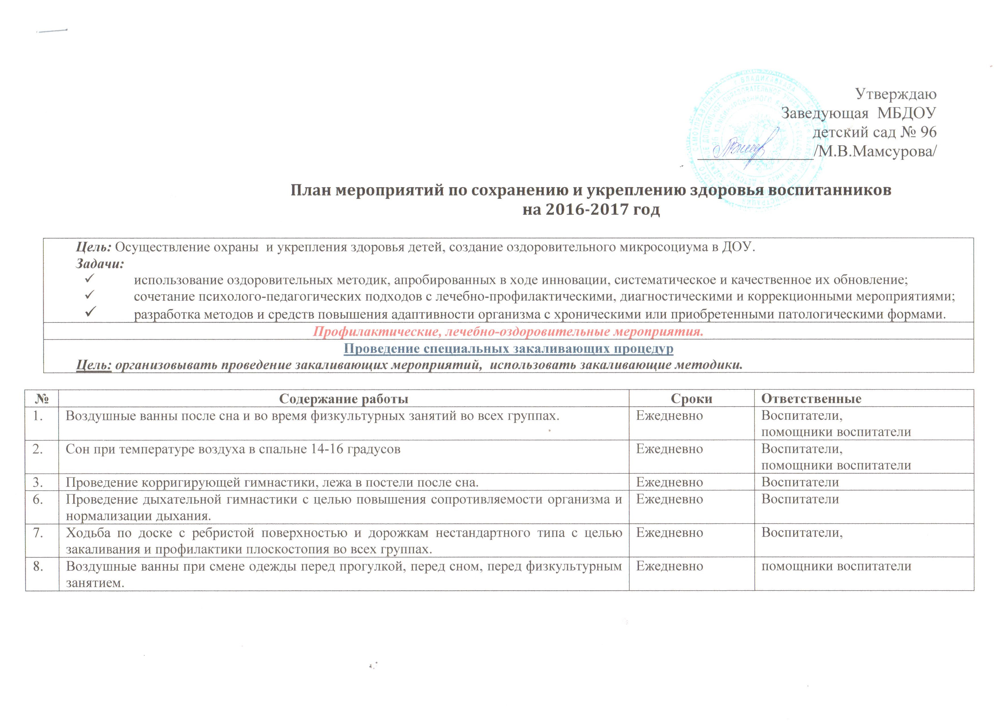 Утверждаю
Заведующая МБДОУ
детский сад № 96
/М.В.Мамсурова/
г. ВЛАДИКАВКАЗА
САМОУПРАВЛЕНИЯ
ДОШКОЛЬНОЕ ОБРАЗОВАТЕЛЬНОЕ УЧРЕЖДЕНИЕ
КОМБИНИРОВАННОГО
План мероприятий по сохранению и укреплению здоровья воспитанников
на 2016-2017 год
Цель: Осуществление охраны и укрепления здоровья детей, создание оздоровительного микросоциума в ДОУ.
Задачи:
✓ использование оздоровительных методик, апробированных в ходе инновации, систематическое и качественное их обновление;
✓ сочетание психолого-педагогических подходов с лечебно-профилактическими, диагностическими и коррекционными мероприятиями;
✓ разработка методов и средств повышения адаптивности организма с хроническими или приобретенными патологическими формами.
Профилактические, лечебно-оздоровительные мероприятия.
Проведение специальных закаливающих процедур
Цель: организовывать проведение закаливающих мероприятий, использовать закаливающие методики.
№ Содержание работы Сроки Ответственные
1. Воздушные ванны после сна и во время физкультурных занятий во всех группах. Ежедневно Воспитатели,
помощники воспитатели
2. Сон при температуре воздуха в спальне 14-16 градусов Ежедневно Воспитатели,
помощники воспитатели
3. Проведение корригирующей гимнастики, лежа в постели после сна. Ежедневно Воспитатели
6. Проведение дыхательной гимнастики с целью повышения сопротивляемости организма и Ежедневно Воспитатели
нормализации дыхания.
7. Ходьба по доске с ребристой поверхностью и дорожкам нестандартного типа с целью Ежедневно Воспитатели,
закаливания и профилактики плоскостопия во всех группах.
8. Воздушные ванны при смене одежды перед прогулкой, перед сном, перед физкультурным Ежедневно помощники воспитатели
занятием.